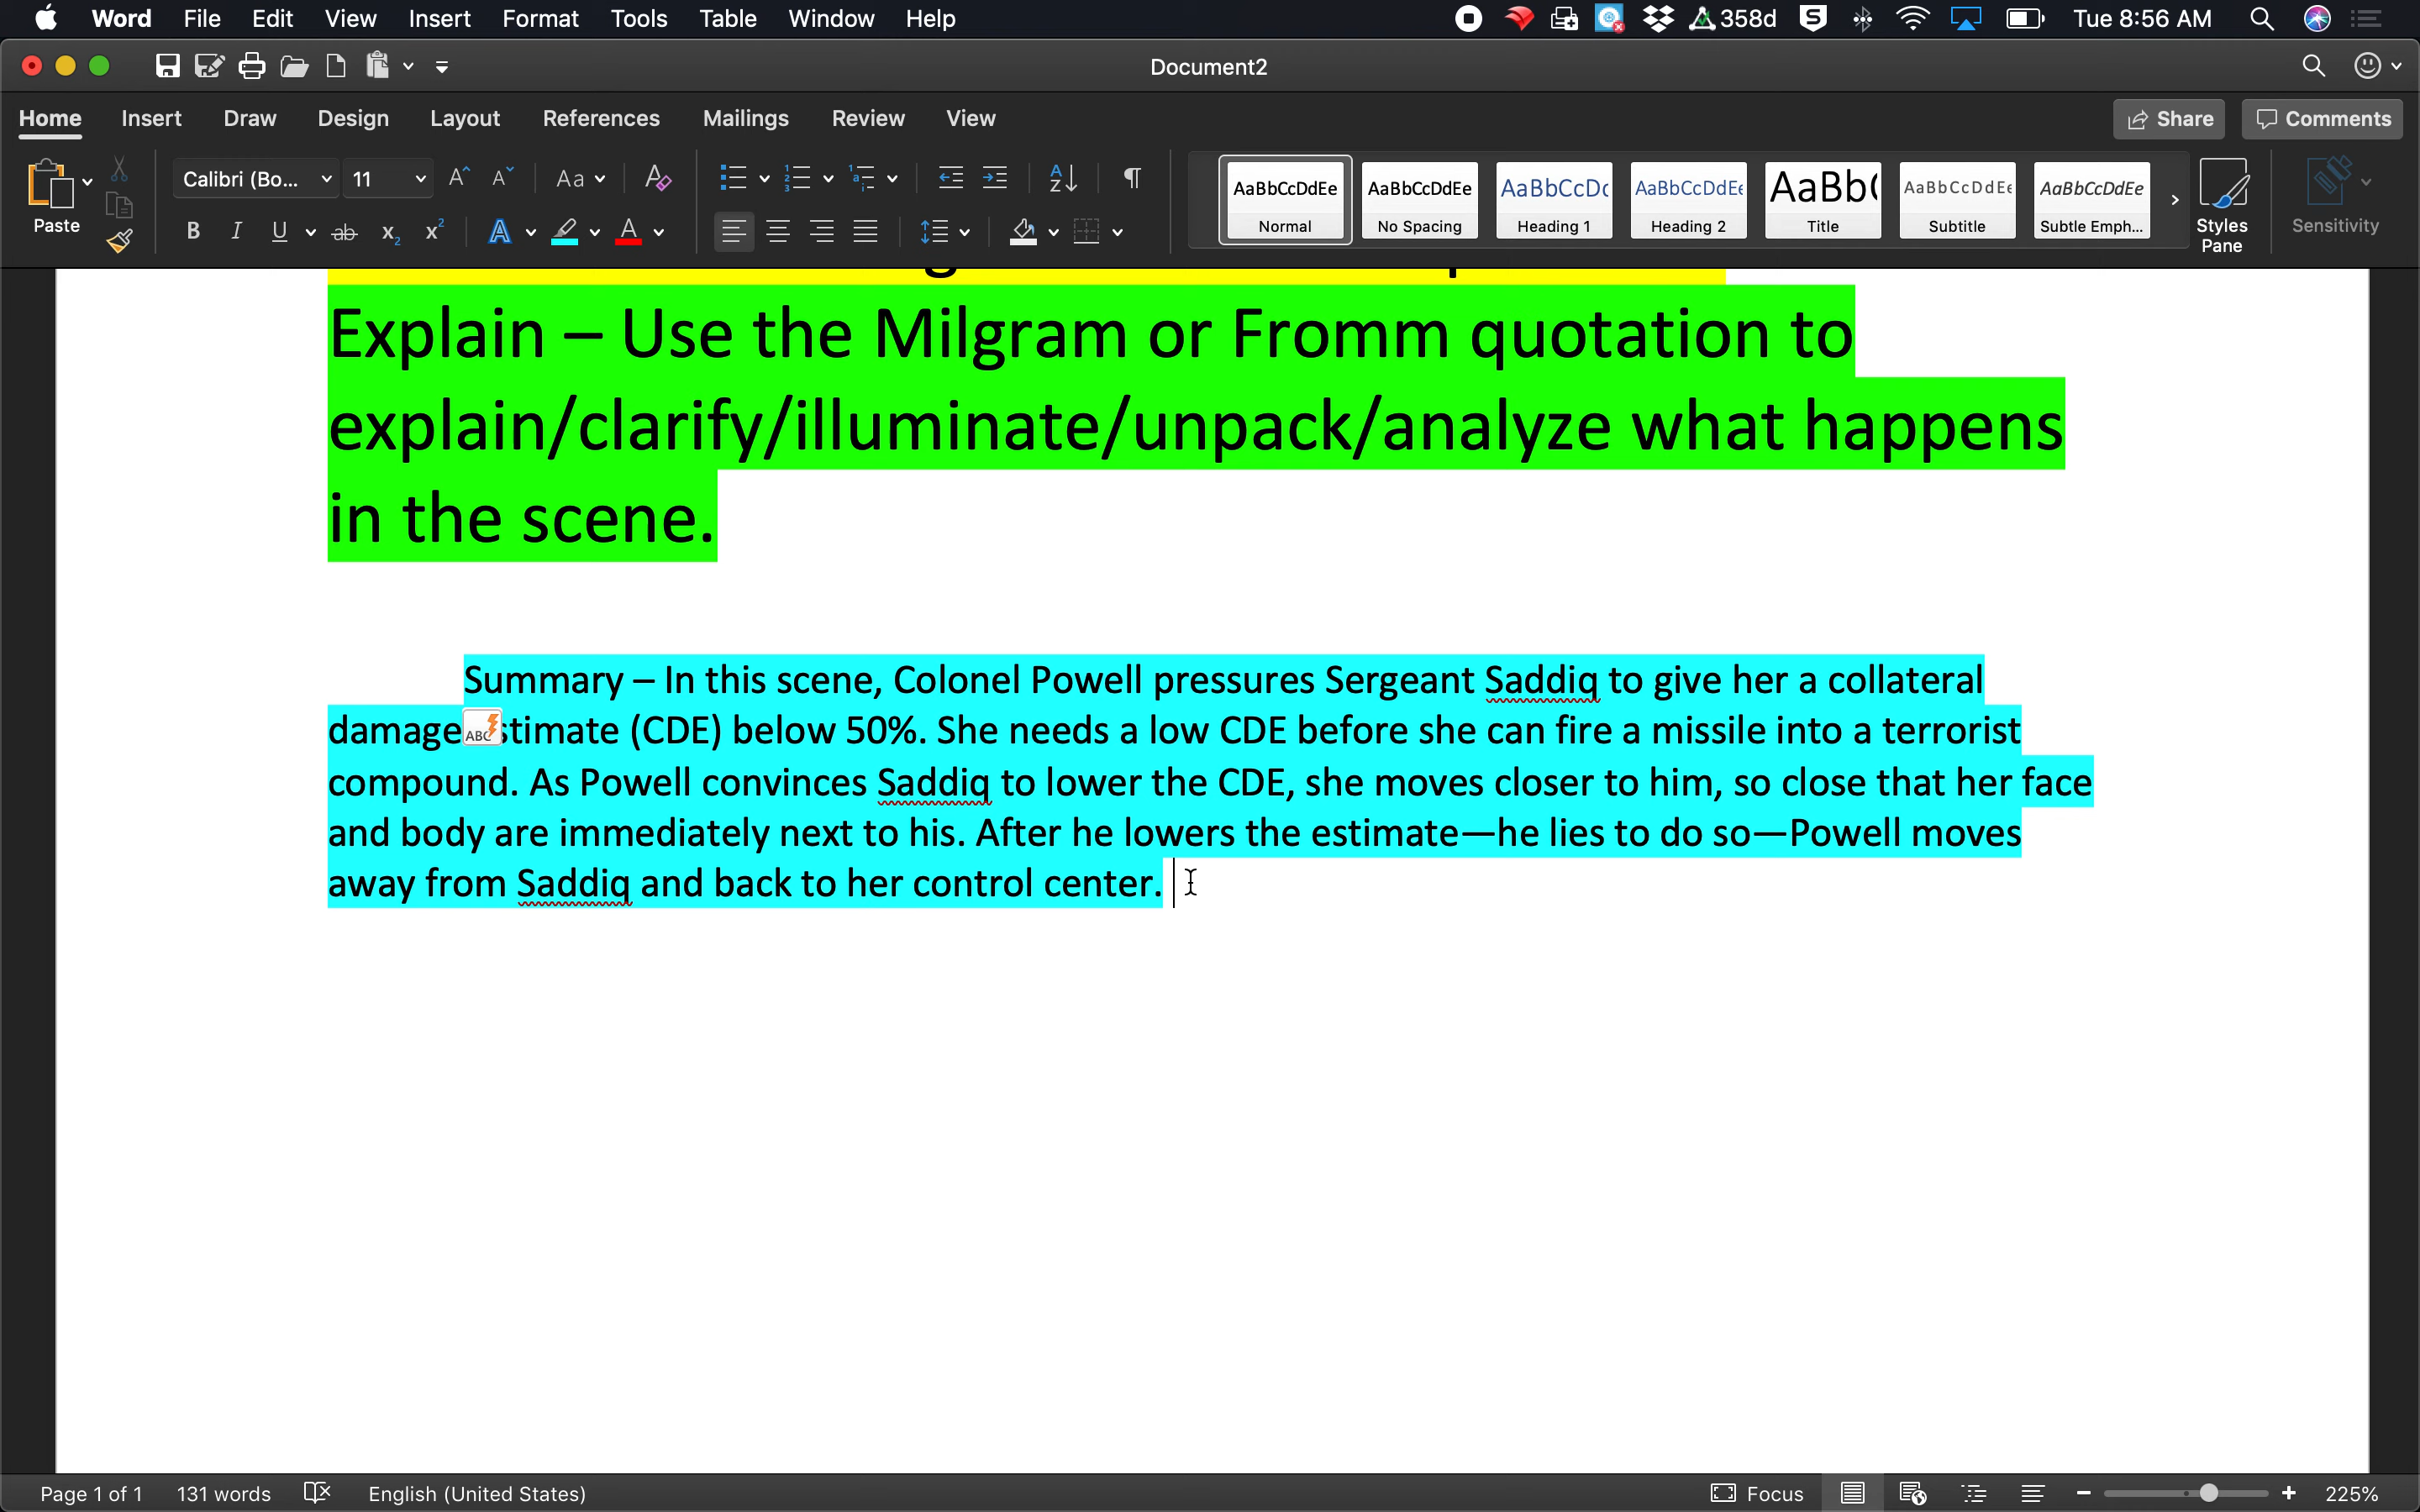 Word File Edit View Insert Format Tools Table Window Help 358d Tue 8:56 AM
Document2
Home Insert Draw Design Layout References Mailings Review View Share Comments
Paste Calibri (Bo... 11 Aa
AaBbCcDdEe AaBbCcDdEe AaBbCcDc AaBbCcDdEe AaBb( AaBbCcDdEe AaBbCcDdEe
Normal No Spacing Heading 1 Heading 2 Title Subtitle Subtle Emph...
Styles Pane Sensitivity
Explain – Use the Milgram or Fromm quotation to
explain/clarify/illuminate/unpack/analyze what happens
in the scene.
Summary – In this scene, Colonel Powell pressures Sergeant Saddiq to give her a collateral
damage stimate (CDE) below 50%. She needs a low CDE before she can fire a missile into a terrorist
compound. As Powell convinces Saddiq to lower the CDE, she moves closer to him, so close that her face
and body are immediately next to his. After he lowers the estimate—he lies to do so—Powell moves
away from Saddiq and back to her control center.
Page 1 of 1 131 words English (United States) Focus 225%